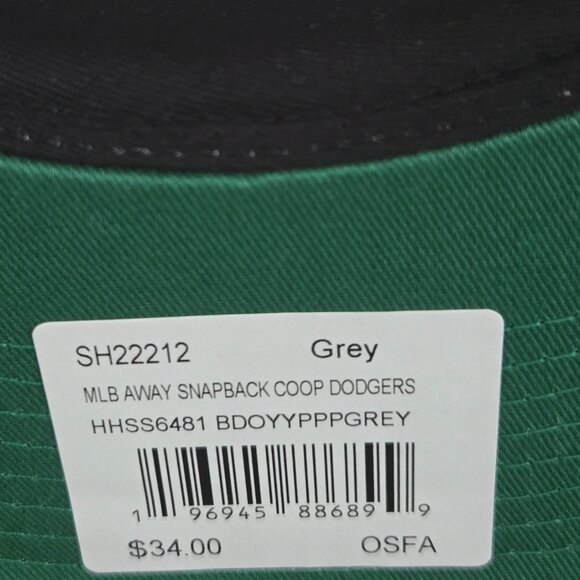 SH22212 Grey
MLB AWAY SNAPBACK COOP DODGERS
HHSS6481 BDOYYPPPGREY
1 96945 88689 9
$34.00 OSFA